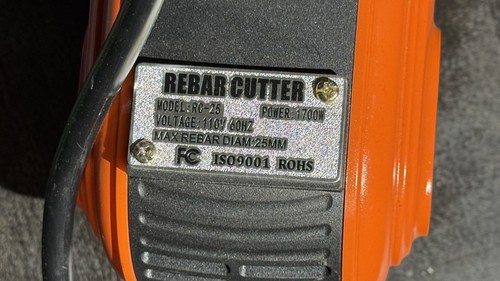 REBAR CUTTER
MODEL-RC-25 POWER:1700W
VOLTAGE:110V 60HZ
MAX REBAR DIAM:25MM
FC ISO9001 ROHS